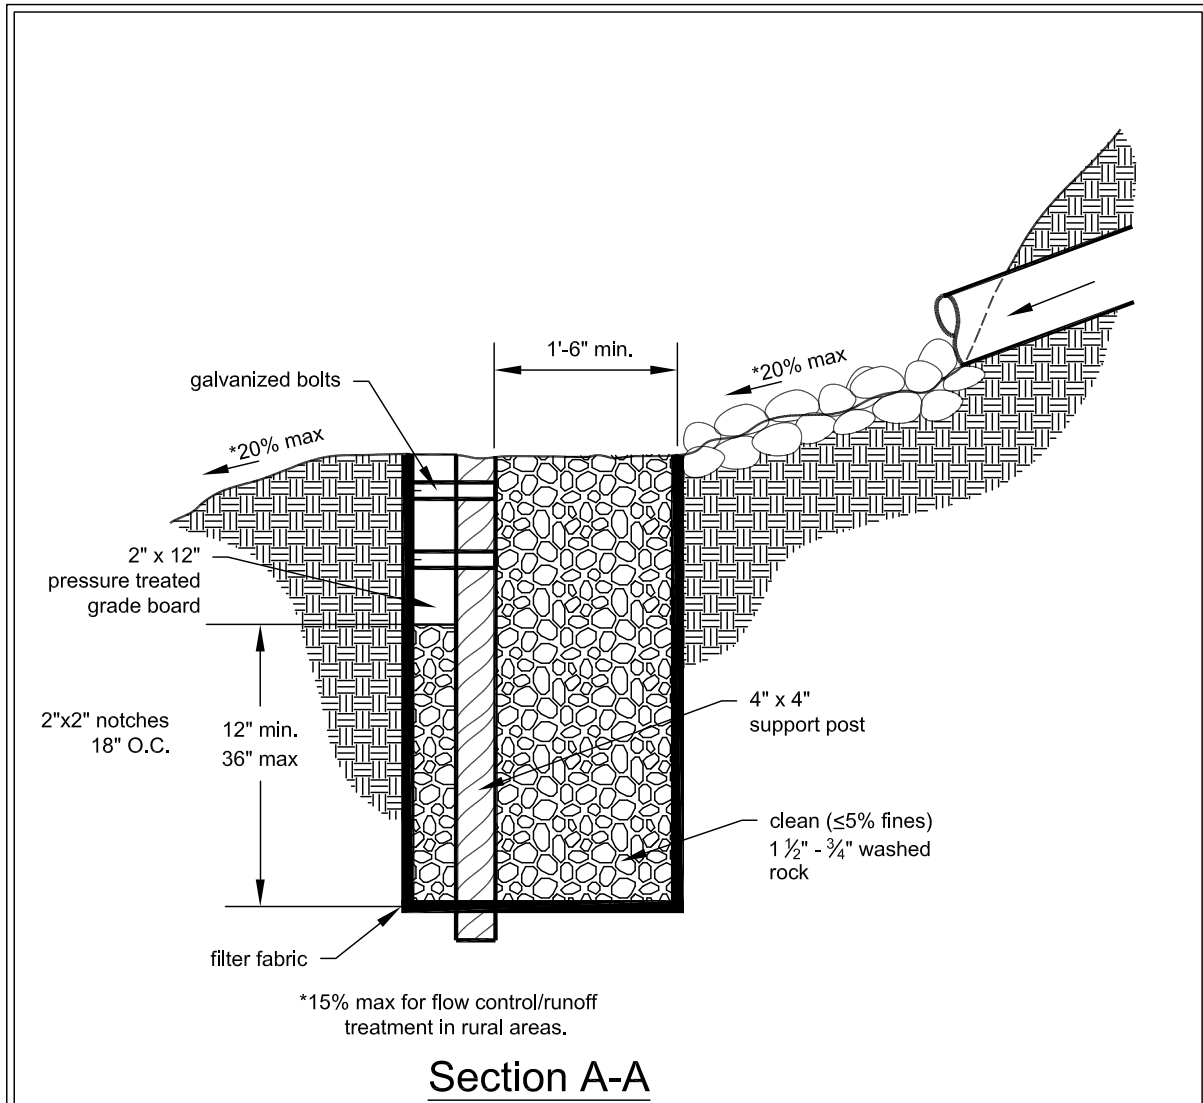 1'-6" min.
*20% max
galvanized bolts
*20% max
2" x 12"
pressure treated
grade board
2"x2" notches
18" O.C.
12" min.
36" max
4" x 4"
support post
clean (≤5% fines)
1 ½" - ¾" washed
rock
filter fabric
*15% max for flow control/runoff
treatment in rural areas.
Section A-A